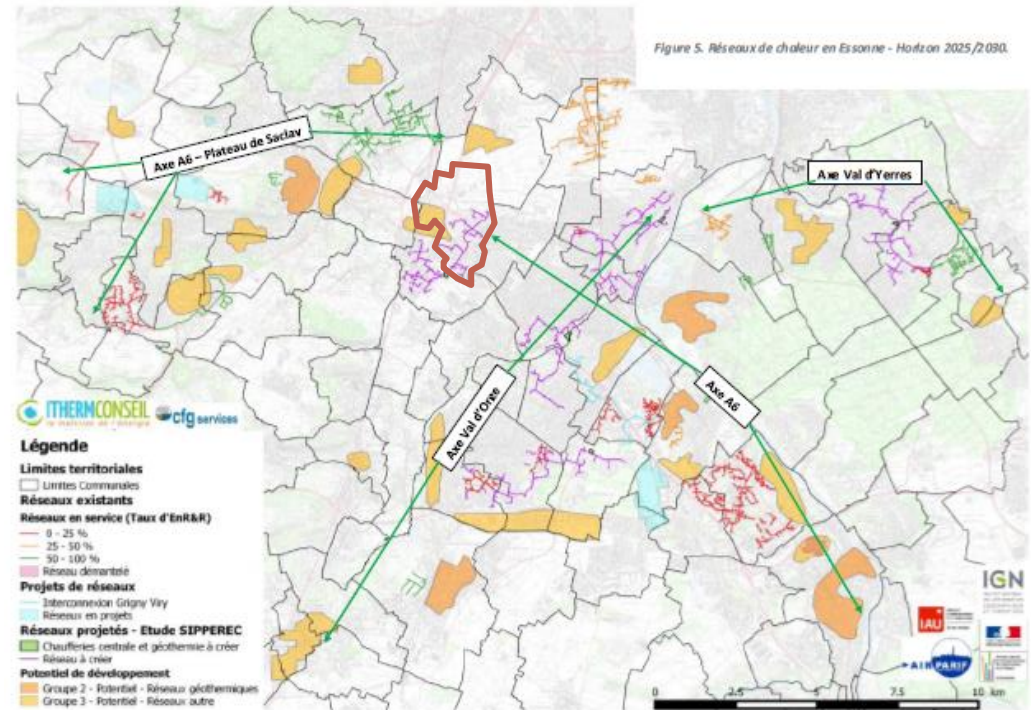 Figure 5. Réseaux de chaleur en Essonne - Horizon 2025/2030.
Axe A6 – Plateau de Saclay
Axe Val d'Yerres
Axe Val d'Orge
Axe A6
ITHERMCONSEIL
la maîtrise de l'énergie
cfg services
Légende
Limites territoriales
Limites Communales
Réseaux existants
Réseaux en service (Taux d'EnR&R)
0 - 25 %
25 - 50 %
50 - 100 %
Réseau démantelé
Projets de réseaux
Interconnexion Grigny Viry
Réseaux en projets
Réseaux projetés - Etude SIPPEREC
Chaufferies centrale et géothermie à créer
Réseau à créer
Potentiel de développement
Groupe 2 - Potentiel - Réseaux géothermiques
Groupe 3 - Potentiel - Réseaux autre
IGN
IAU
AIRPARIF
0 2.5 5 7.5 10 km